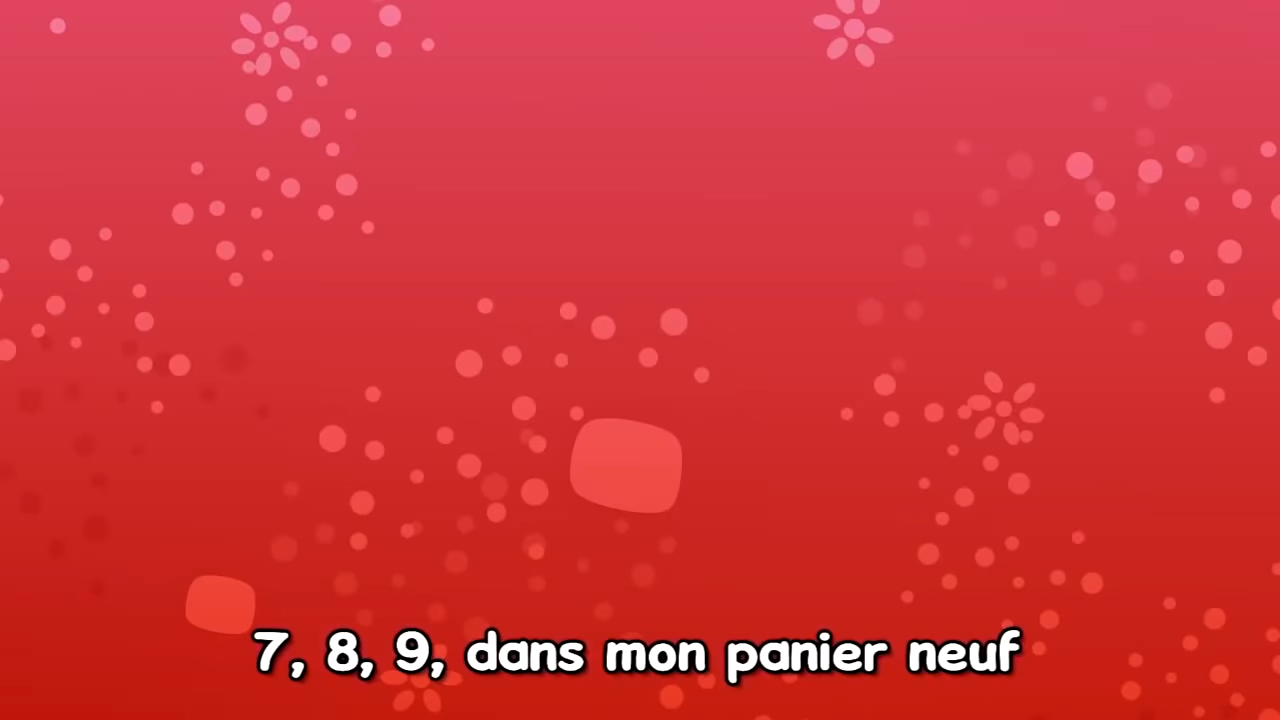 7, 8, 9, dans mon panier neuf